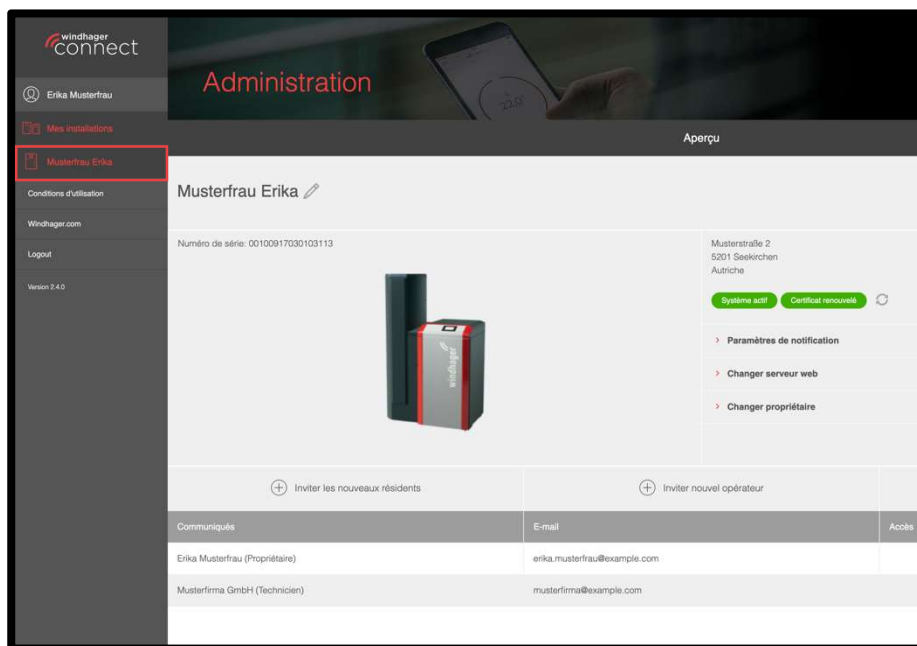 windhager
connect
Erika Musterfrau
Mes installations
Musterfrau Erika
Conditions d'utilisation
Windhager.com
Logout
Version 2.4.0
Administration
22.0°
Aperçu
Musterfrau Erika
Numéro de série: 00100917030103113
windhager
Musterstraße 2
5201 Seekirchen
Autriche
Système actif
Certificat renouvelé
Paramètres de notification
Changer serveur web
Changer propriétaire
Inviter les nouveaux résidents
Inviter nouvel opérateur
Communiqués
E-mail
Accès
Erika Musterfrau (Propriétaire)
erika.musterfrau@example.com
Musterfirma GmbH (Technicien)
musterfirma@example.com